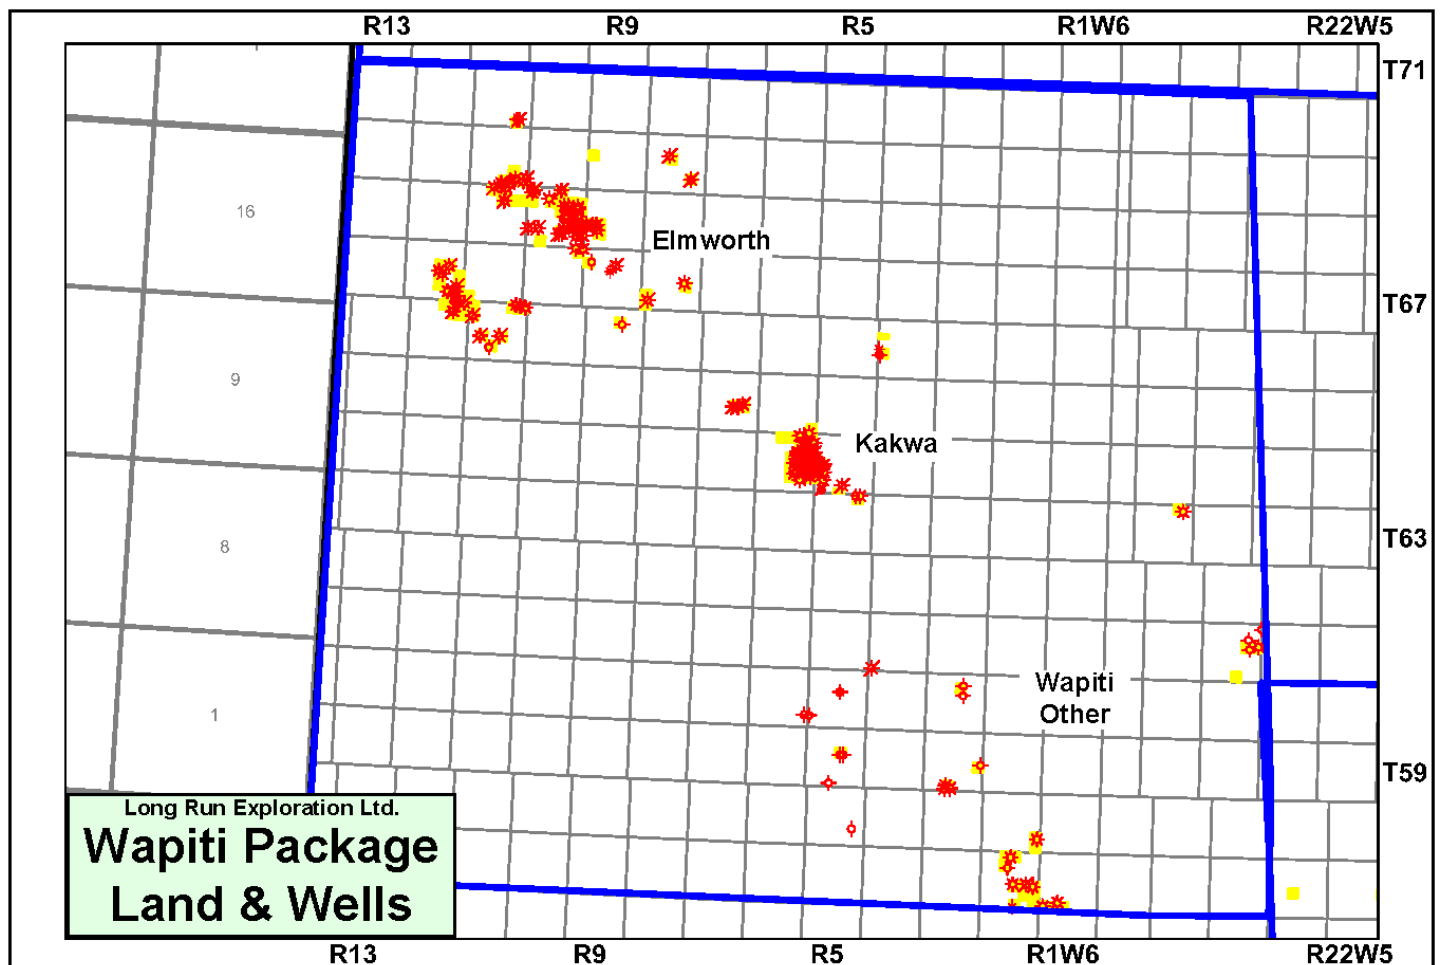 R13 R9 R5 R1W6 R22W5
T71
16
Elmworth
T67
9
Kakwa
T63
8
Wapiti
Other
1
T59
Long Run Exploration Ltd.
Wapiti Package
Land & Wells
R13 R9 R5 R1W6 R22W5